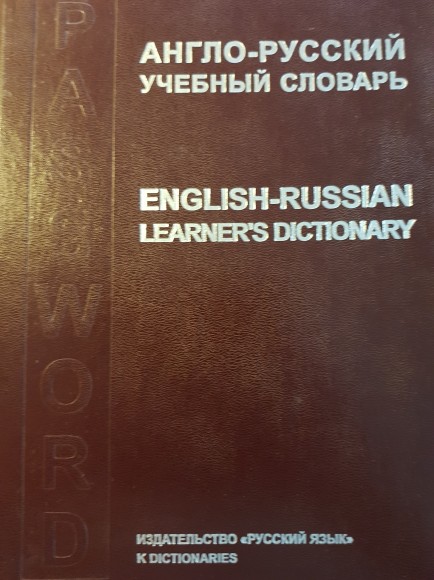 PASSWORD
АНГЛО-РУССКИЙ
УЧЕБНЫЙ СЛОВАРЬ
ENGLISH-RUSSIAN
LEARNER'S DICTIONARY
ИЗДАТЕЛЬСТВО «РУССКИЙ ЯЗЫК»
K DICTIONARIES